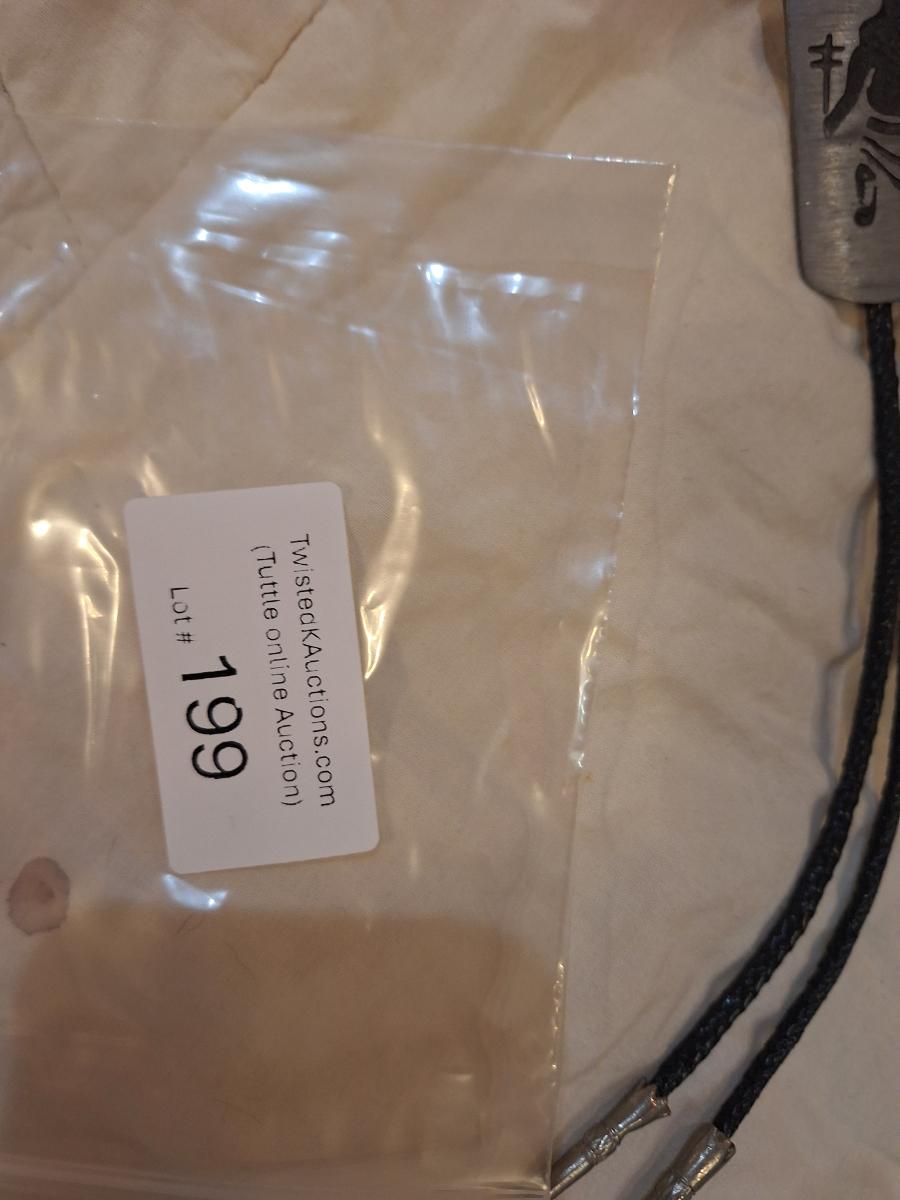 TwistedKAuctions.com
(Tuttle online Auction)
Lot # 199